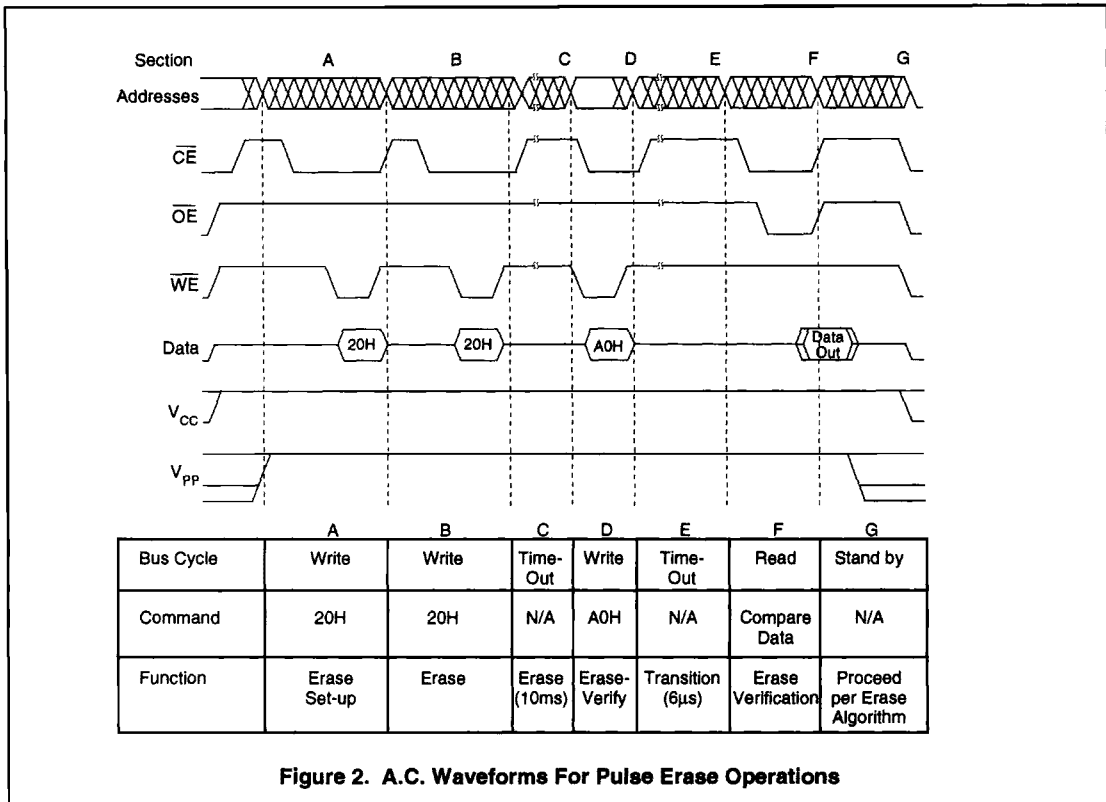 Section A B C D E F G
Addresses
CE
OE
WE
Data 20H 20H A0H Data
Out
VCC
VPP
A B C D E F G
Bus Cycle Write Write Time- Write Time- Read Stand by
Out Out
Command 20H 20H N/A A0H N/A Compare N/A
Data
Function Erase Erase Erase Erase- Transition Erase Proceed
Set-up (10ms) Verify (6μs) Verification per Erase
Algorithm
Figure 2. A.C. Waveforms For Pulse Erase Operations